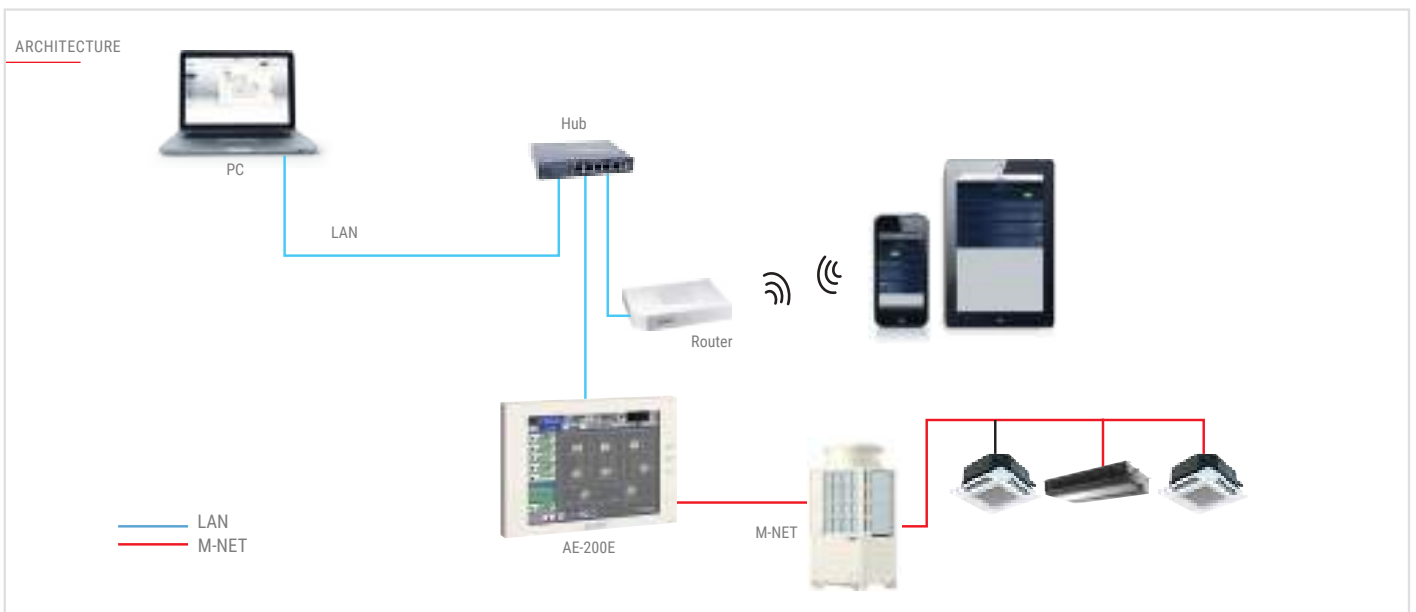 ARCHITECTURE
PC
Hub
LAN
Router
AE-200E
M-NET
LAN
M-NET